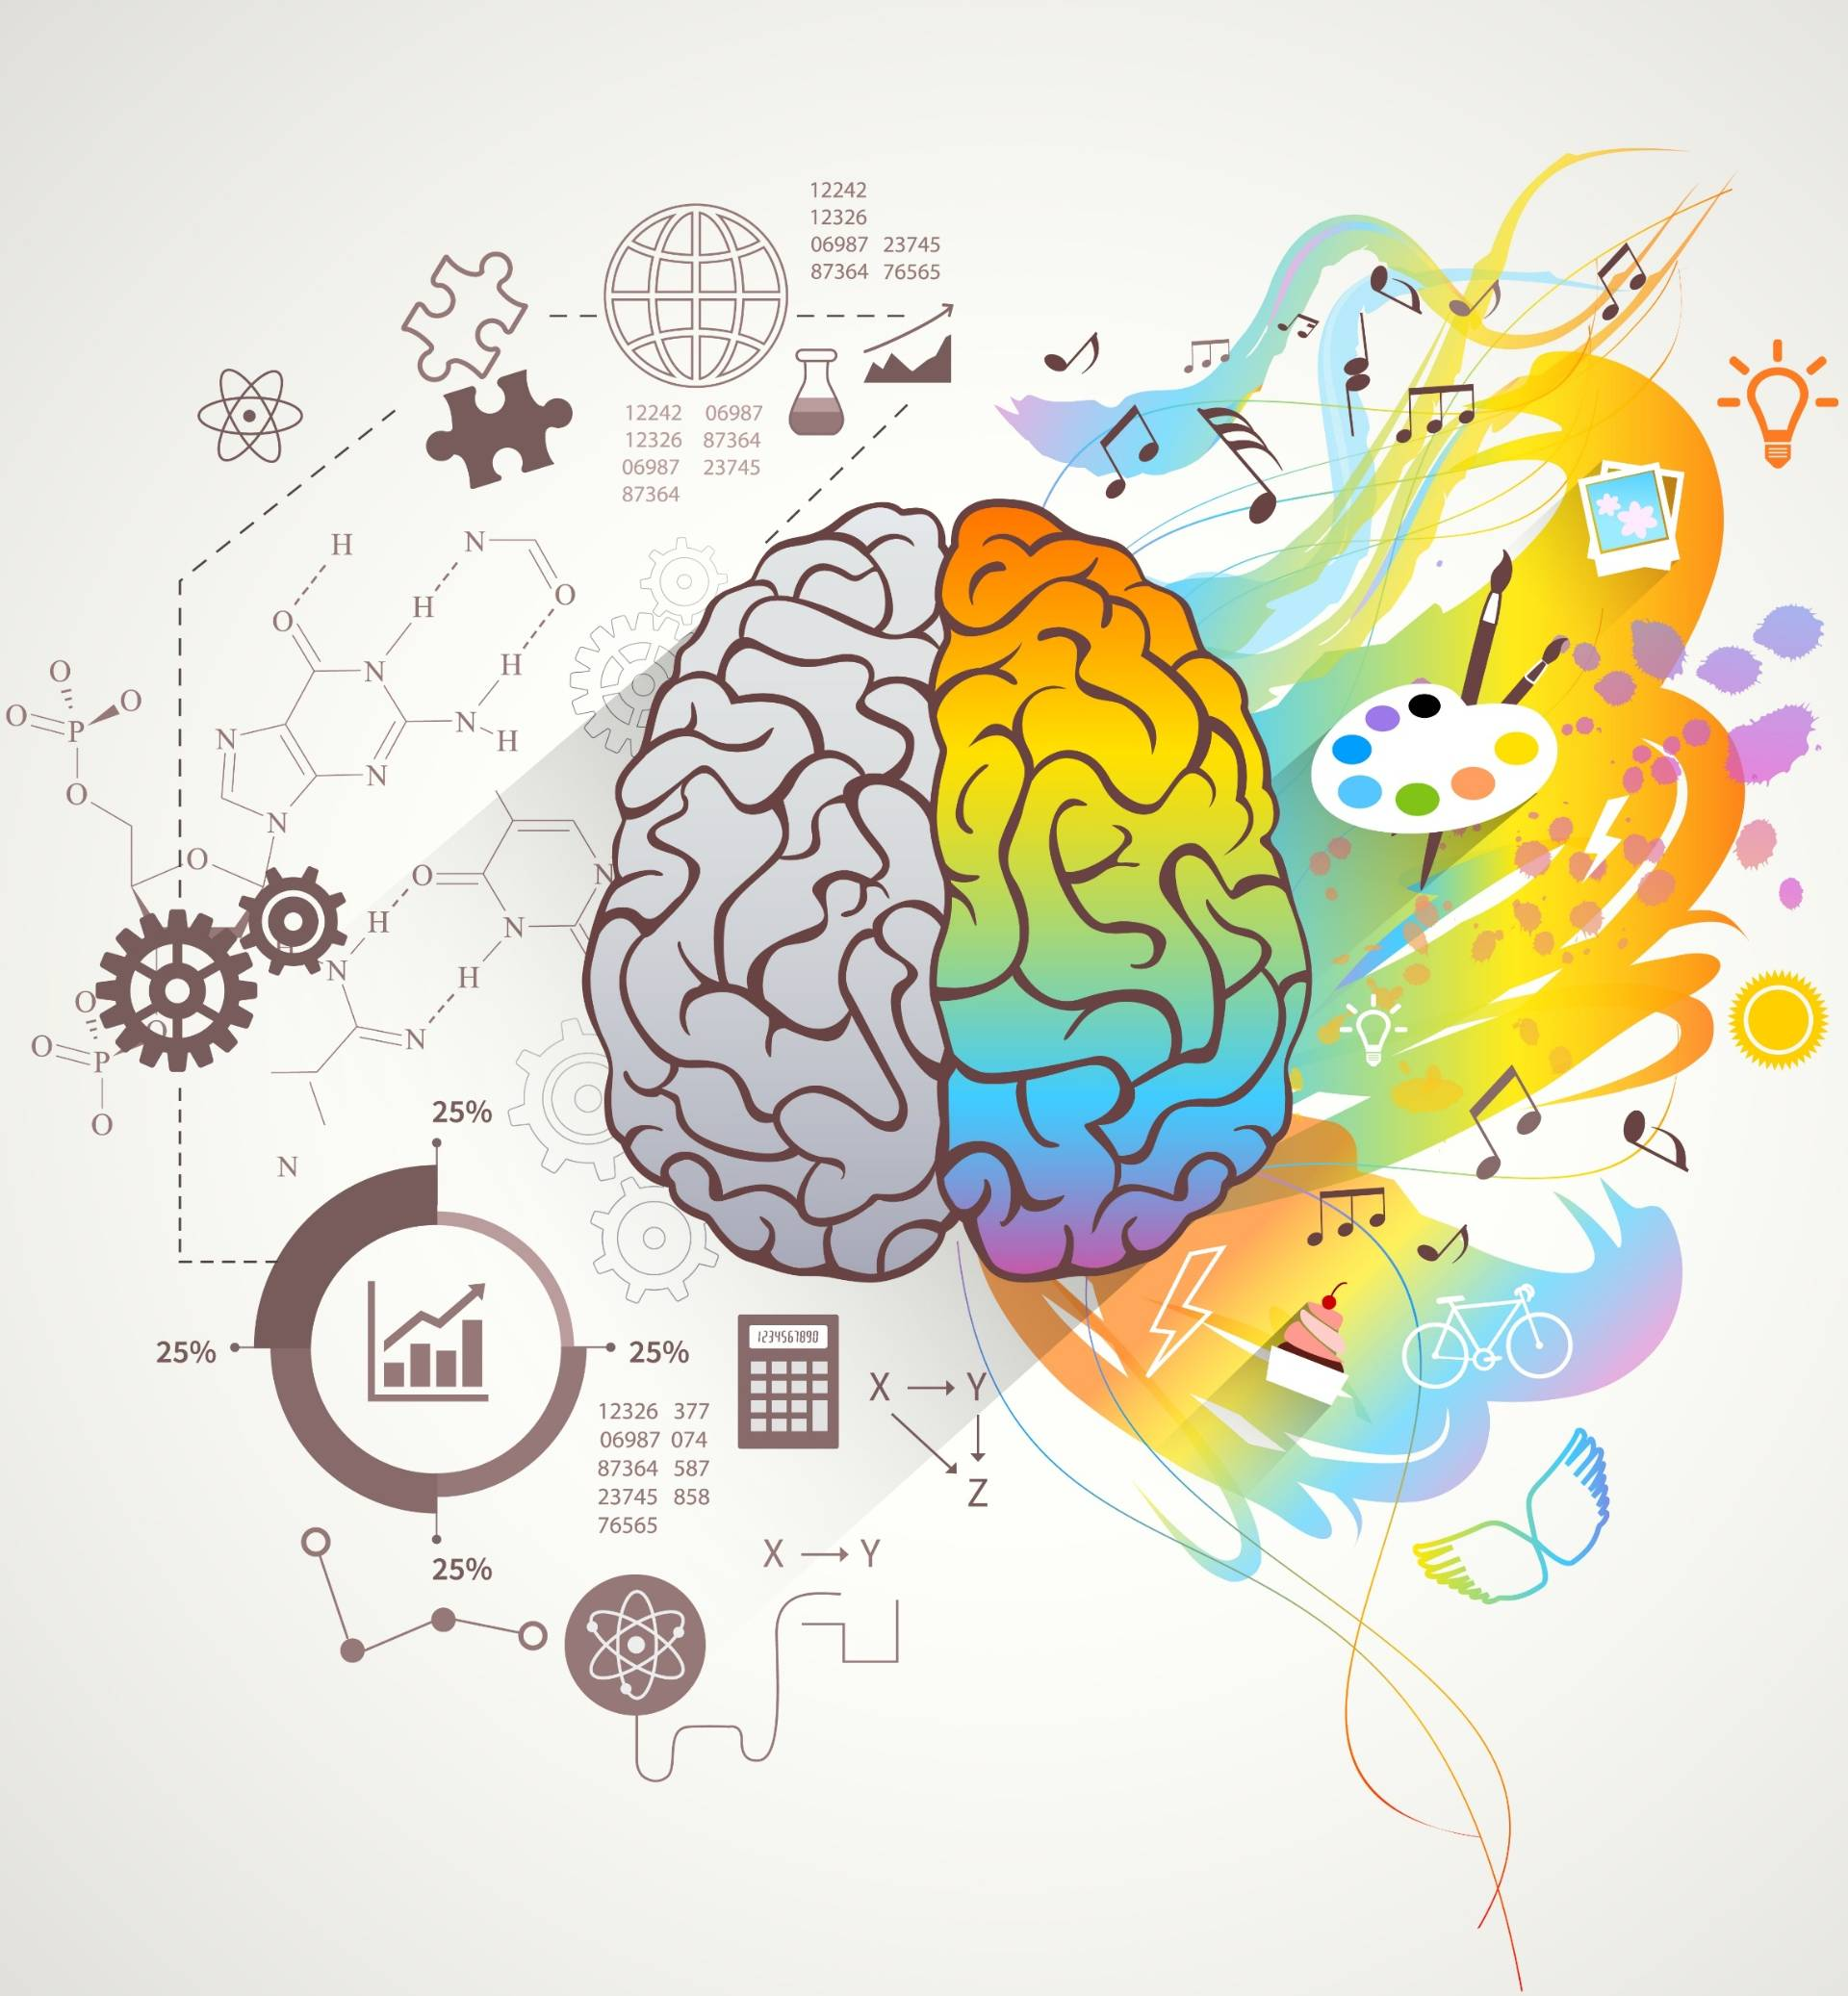 12242
12326
06987 23745
87364 76565
12242 06987
12326 87364
06987 23745
87364
H
N
O
H
O
H
N
O
O
O
P
N
H
N
N
O
N
O
O
N
H
N
N
H
O
O
P
N
O
25%
N
25%
25%
1234567890
X Y
12326 377
06987 074
87364 587
23745 858
76565
Z
X Y
25%